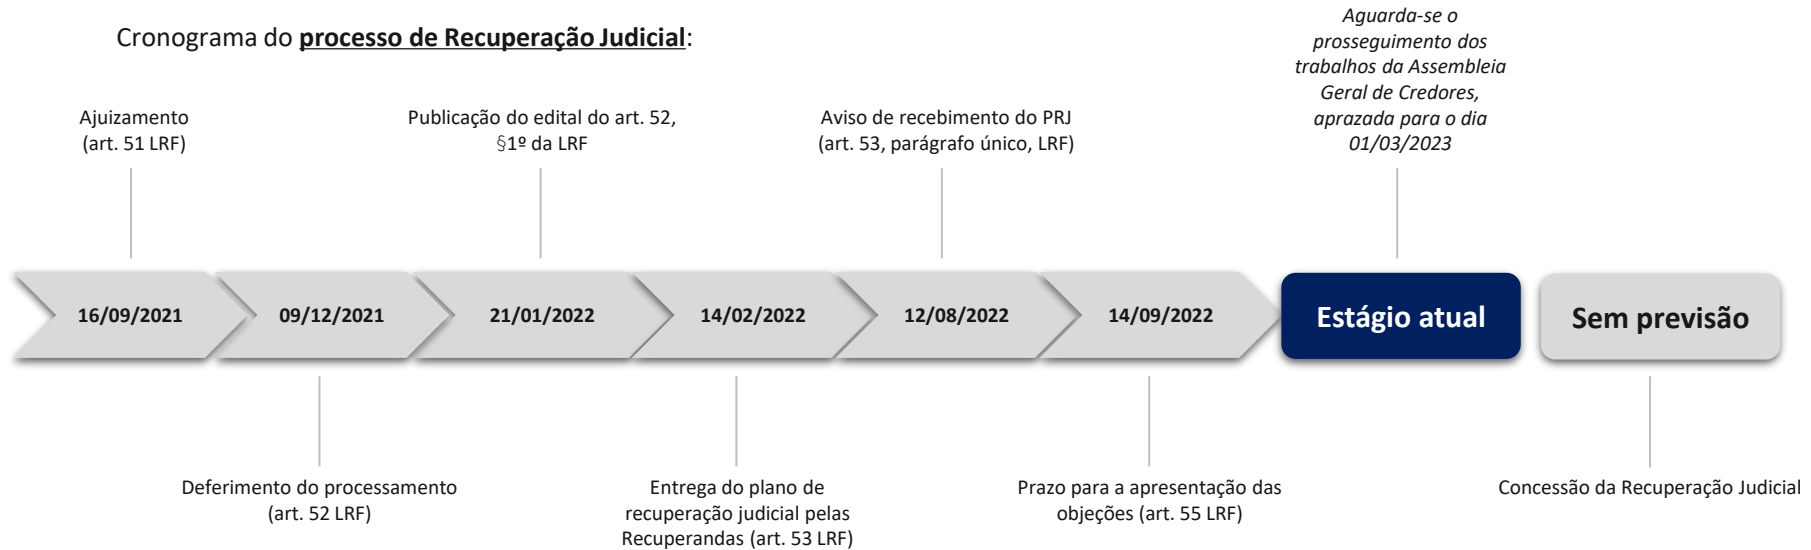 Cronograma do processo de Recuperação Judicial:
Aguarda-se o
prosseguimento dos
trabalhos da Assembleia
Geral de Credores,
aprazada para o dia
01/03/2023
Ajuizamento
(art. 51 LRF)
Publicação do edital do art. 52,
§1º da LRF
Aviso de recebimento do PRJ
(art. 53, parágrafo único, LRF)
16/09/2021
09/12/2021
21/01/2022
14/02/2022
12/08/2022
14/09/2022
Estágio atual
Sem previsão
Deferimento do processamento
(art. 52 LRF)
Entrega do plano de
recuperação judicial pelas
Recuperandas (art. 53 LRF)
Prazo para a apresentação das
objeções (art. 55 LRF)
Concessão da Recuperação Judicial